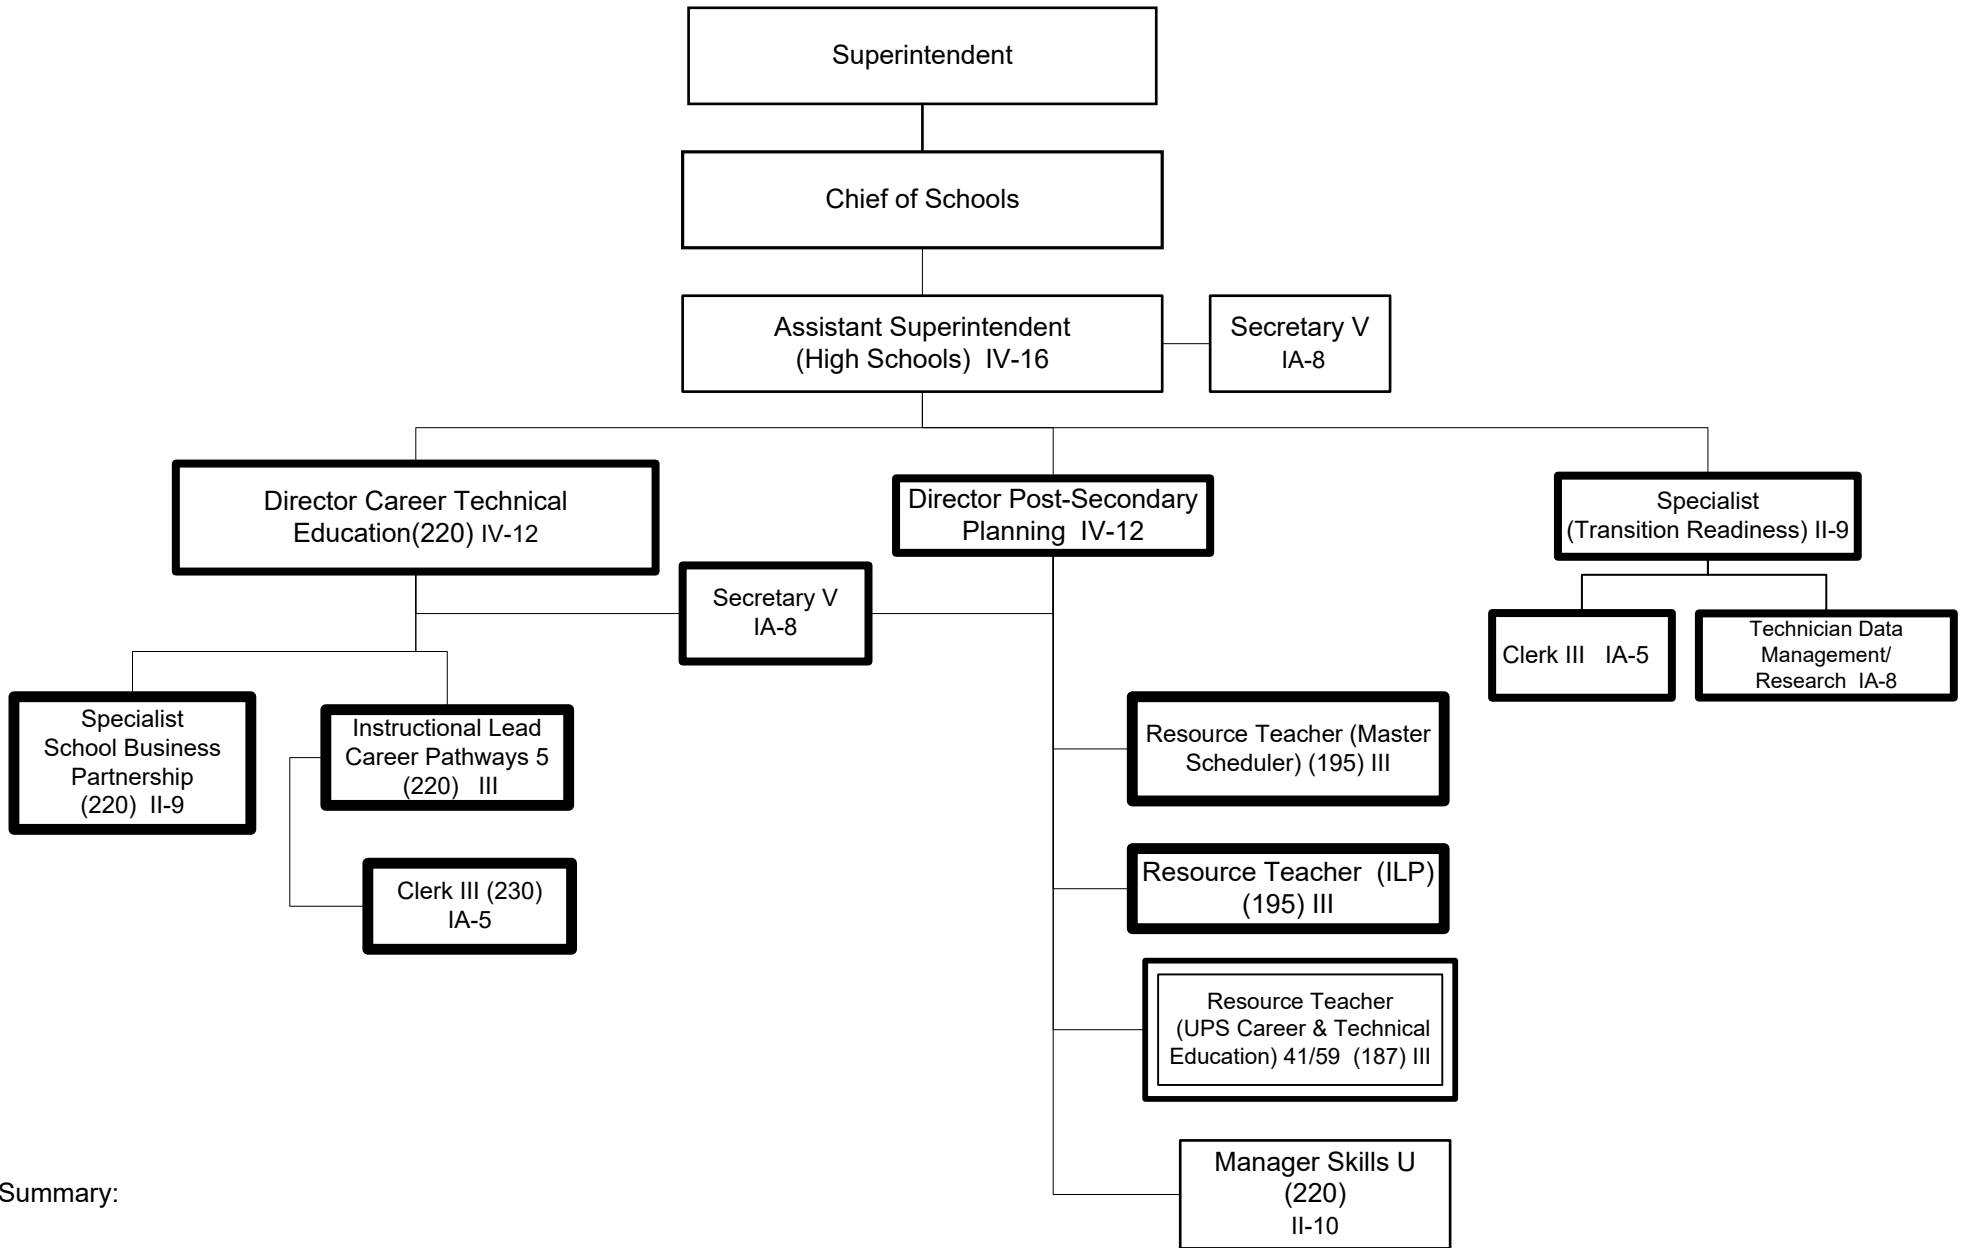 Superintendent
Chief of Schools
Assistant Superintendent
(High Schools)  IV-16
Secretary V
IA-8
Director Career Technical
Education(220) IV-12
Director Post-Secondary
Planning  IV-12
Specialist
(Transition Readiness) II-9
Secretary V
IA-8
Clerk III   IA-5
Technician Data
Management/
Research  IA-8
Specialist
School Business
Partnership
(220)  II-9
Instructional Lead
Career Pathways 5
(220)   III
Resource Teacher (Master
Scheduler) (195) III
Clerk III (230)
IA-5
Resource Teacher  (ILP)
(195) III
Resource Teacher
(UPS Career & Technical
Education) 41/59  (187) III
Manager Skills U
(220)
II-10
Summary: